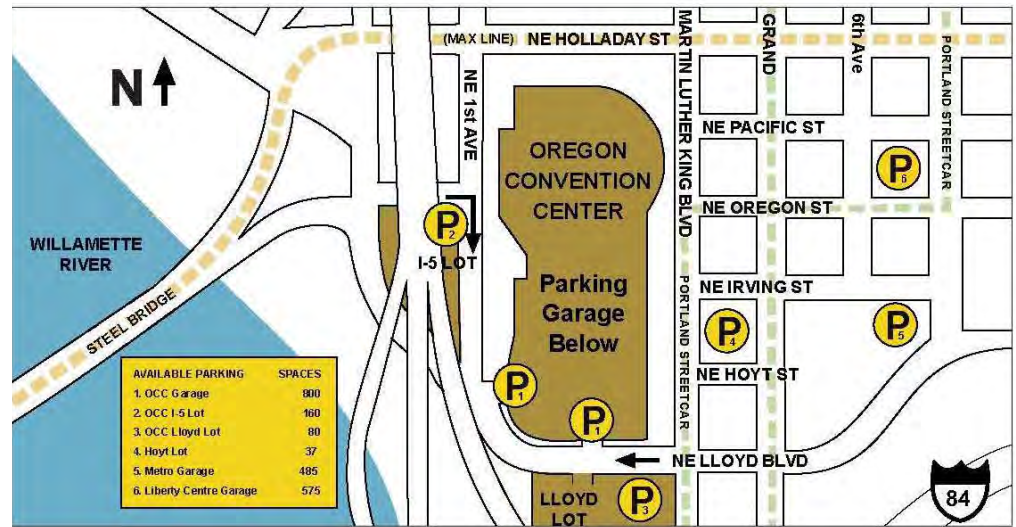 (MAX LINE) NE HOLLADAY ST
MARTIN LUTHER KING BLVD
GRAND
6th Ave
PORTLAND STREETCAR
N
NE 1st AVE
NE PACIFIC ST
OREGON
CONVENTION
CENTER
P
6
NE OREGON ST
P
2
I-5 LOT
WILLAMETTE
RIVER
Parking
Garage
Below
NE IRVING ST
PORTLAND STREETCAR
P
4
P
5
STEEL BRIDGE
NE HOYT ST
P
1
P
1
AVAILABLE PARKING SPACES
1. OCC Garage 800
2. OCC I-5 Lot 160
3. OCC Lloyd Lot 80
4. Hoyt Lot 37
5. Metro Garage 485
6. Liberty Centre Garage 575
NE LLOYD BLVD
LLOYD
LOT
P
3
84